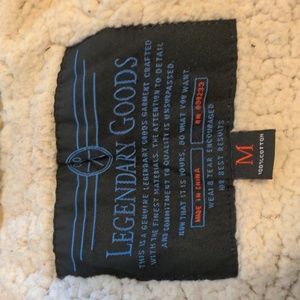 LEGENDARY GOODS
THIS IS A GENUINE LEGENDARY GOODS GARMENT CRAFTED
WITH THE FINEST MATERIALS. THE ATTENTION TO DETAIL
AND COMMITMENT TO QUALITY IS UNSURPASSED.
NOW THAT IT IS YOURS, DO WHAT YOU WANT.
MADE IN CHINA
WEAR & TEAR ENCOURAGED
FOR BEST RESULTS
M
100% COTTON